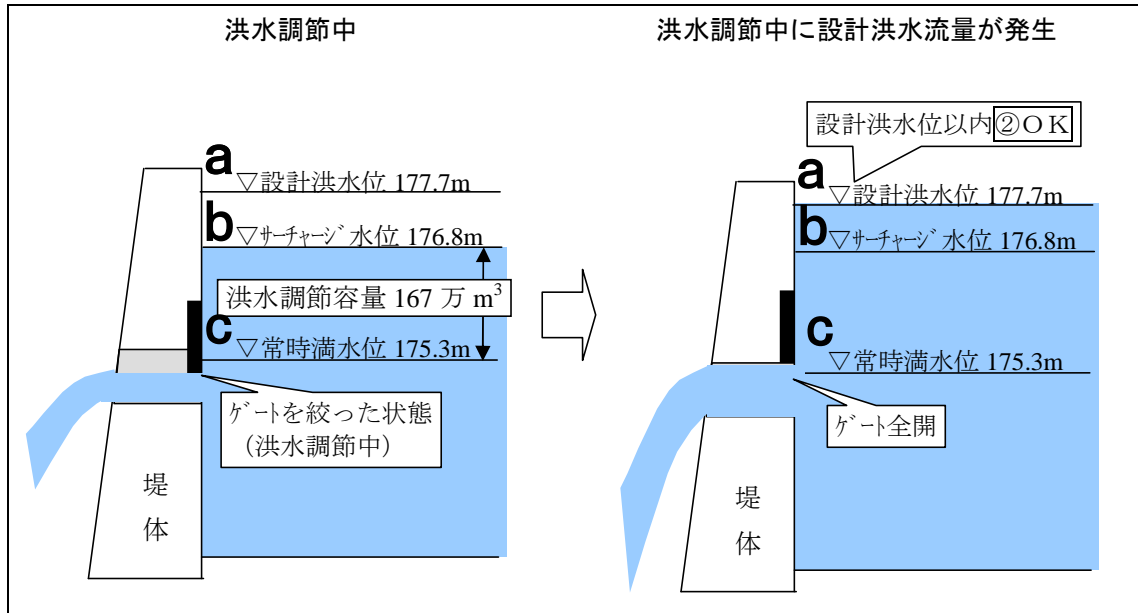 洪水調節中
洪水調節中に設計洪水流量が発生
a
▽設計洪水位 177.7m
b
▽ｻｰﾁｬｰｼﾞ水位 176.8m
洪水調節容量 167 万 m³
c
▽常時満水位 175.3m
ｹﾞｰﾄを絞った状態
(洪水調節中)
堤
体
設計洪水位以内②ＯＫ
a
▽設計洪水位 177.7m
b
▽ｻｰﾁｬｰｼﾞ水位 176.8m
c
▽常時満水位 175.3m
ｹﾞｰﾄ全開
堤
体